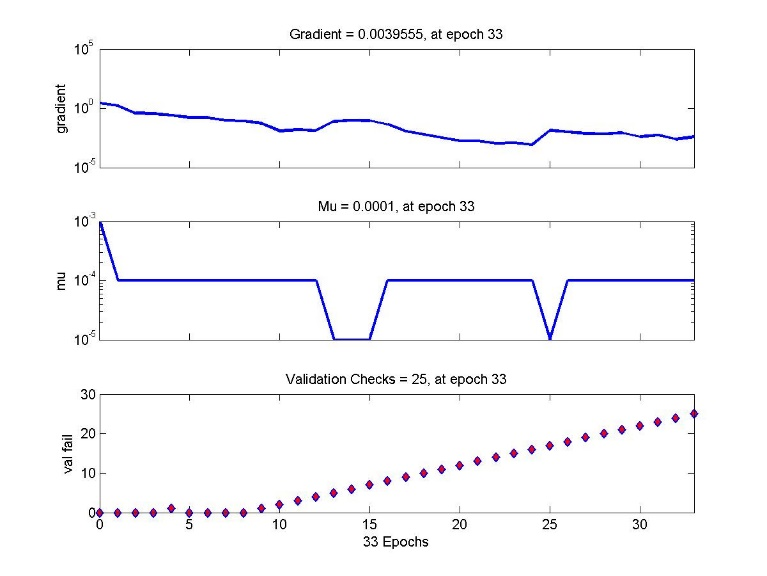 Gradient = 0.0039555, at epoch 33
10^5
10^0
10^-5
gradient
Mu = 0.0001, at epoch 33
10^-3
10^-4
10^-5
mu
Validation Checks = 25, at epoch 33
30
20
10
0
val fail
0 5 10 15 20 25 30
33 Epochs